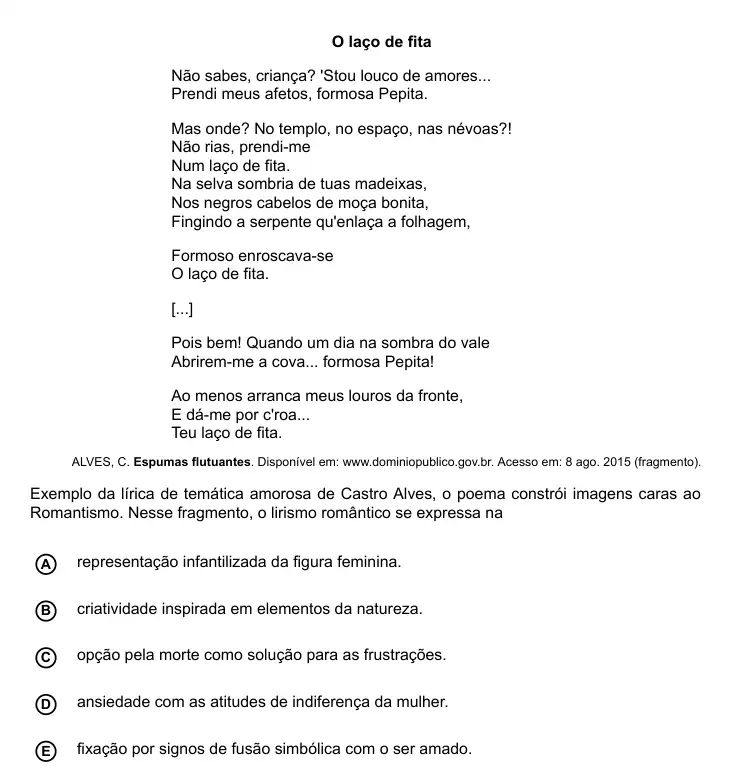 O laço de fita
Não sabes, criança? 'Stou louco de amores...
Prendi meus afetos, formosa Pepita.
Mas onde? No templo, no espaço, nas névoas?!
Não rias, prendi-me
Num laço de fita.
Na selva sombria de tuas madeixas,
Nos negros cabelos de moça bonita,
Fingindo a serpente qu'enlaça a folhagem,
Formoso enroscava-se
O laço de fita.
[...]
Pois bem! Quando um dia na sombra do vale
Abrirem-me a cova... formosa Pepita!
Ao menos arranca meus louros da fronte,
E dá-me por c'roa...
Teu laço de fita.
ALVES, C. Espumas flutuantes. Disponível em: www.dominiopublico.gov.br. Acesso em: 8 ago. 2015 (fragmento).
Exemplo da lírica de temática amorosa de Castro Alves, o poema constrói imagens caras ao
Romantismo. Nesse fragmento, o lirismo romântico se expressa na
A representação infantilizada da figura feminina.
B criatividade inspirada em elementos da natureza.
C opção pela morte como solução para as frustrações.
D ansiedade com as atitudes de indiferença da mulher.
E fixação por signos de fusão simbólica com o ser amado.